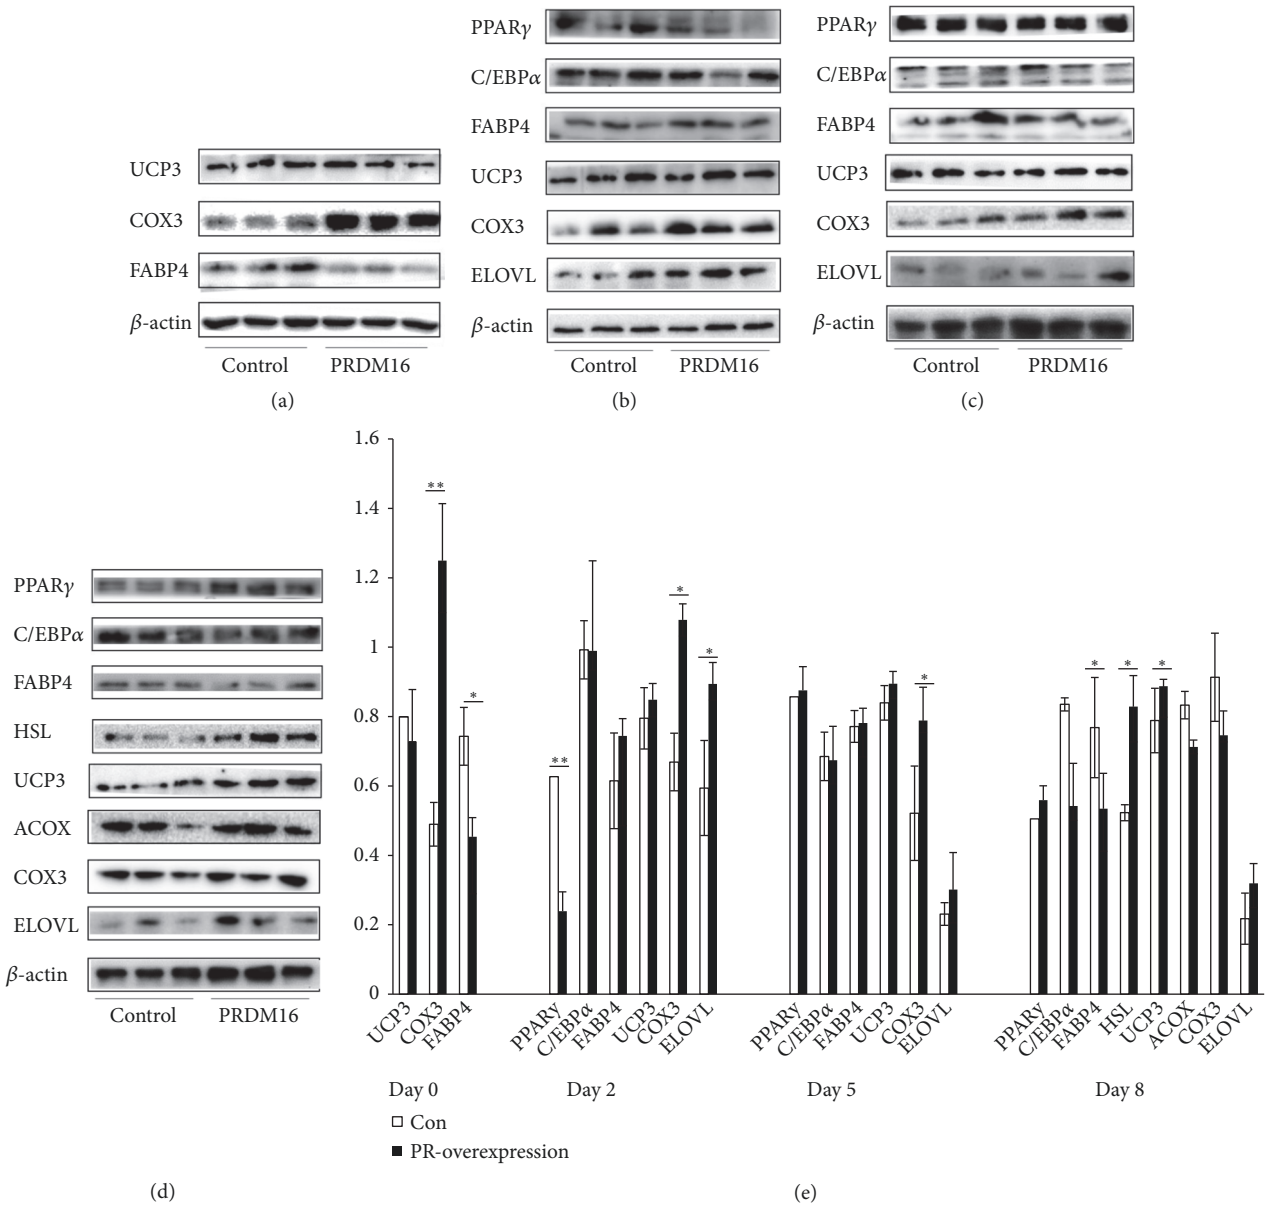 UCP3
COX3
FABP4
β-actin
Control PRDM16
(a)
PPARγ
C/EBPα
FABP4
UCP3
COX3
ELOVL
β-actin
Control PRDM16
(b)
PPARγ
C/EBPα
FABP4
UCP3
COX3
ELOVL
β-actin
Control PRDM16
(c)
PPARγ
C/EBPα
FABP4
HSL
UCP3
ACOX
COX3
ELOVL
β-actin
Control PRDM16
(d)
1.6
1.4
1.2
1
0.8
0.6
0.4
0.2
0
**
*
**
*
*
*
*
*
*
UCP3
COX3
FABP4
PPARγ
C/EBPα
FABP4
UCP3
COX3
ELOVL
PPARγ
C/EBPα
FABP4
UCP3
COX3
ELOVL
PPARγ
C/EBPα
FABP4
HSL
UCP3
ACOX
COX3
ELOVL
Day 0 Day 2 Day 5 Day 8
Con
PR-overexpression
(e)